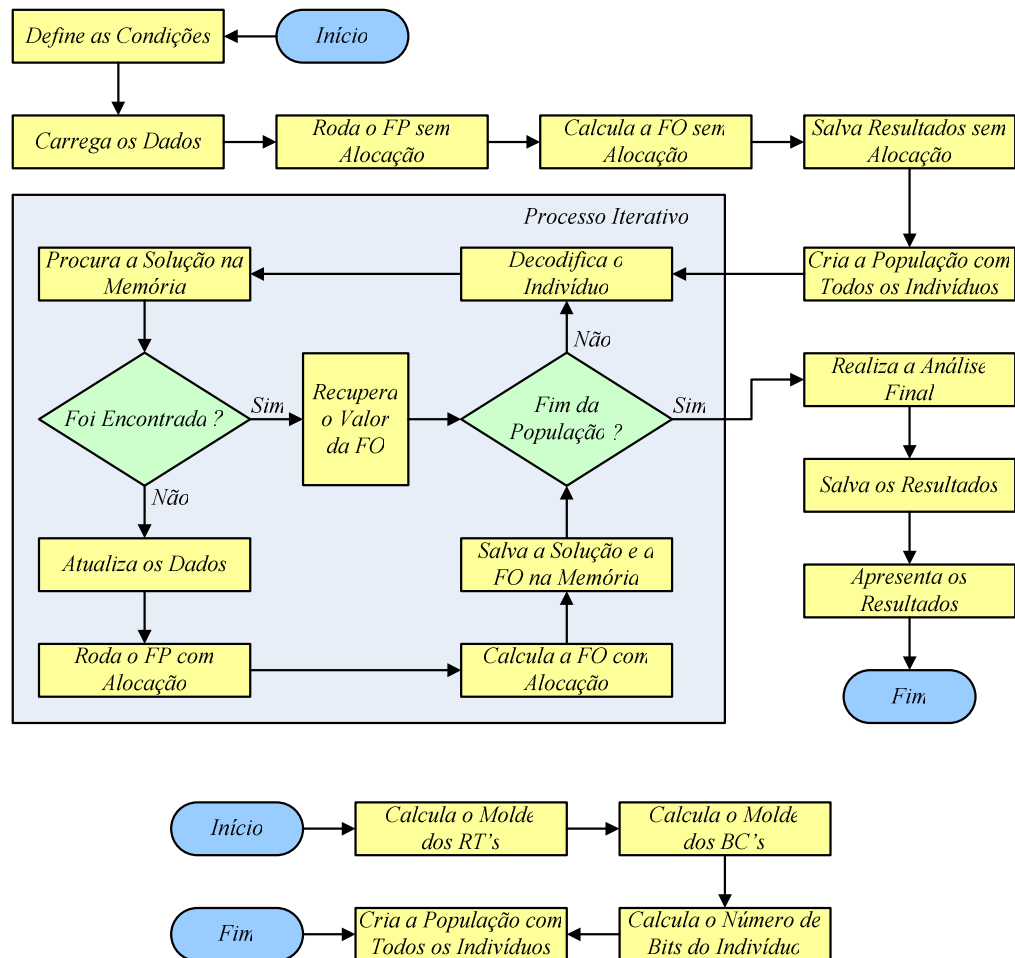 Define as Condições
Início
Carrega os Dados
Roda o FP sem
Alocação
Calcula a FO sem
Alocação
Salva Resultados sem
Alocação
Processo Iterativo
Procura a Solução na
Memória
Decodifica o
Indivíduo
Cria a População com
Todos os Indivíduos
Não
Foi Encontrada ?
Sim
Recupera
o Valor
da FO
Fim da
População ?
Sim
Realiza a Análise
Final
Não
Salva os Resultados
Atualiza os Dados
Salva a Solução e a
FO na Memória
Apresenta os
Resultados
Roda o FP com
Alocação
Calcula a FO com
Alocação
Fim
Início
Calcula o Molde
dos RT's
Calcula o Molde
dos BC's
Fim
Cria a População com
Todos os Indivíduos
Calcula o Número de
Bits do Indivíduo